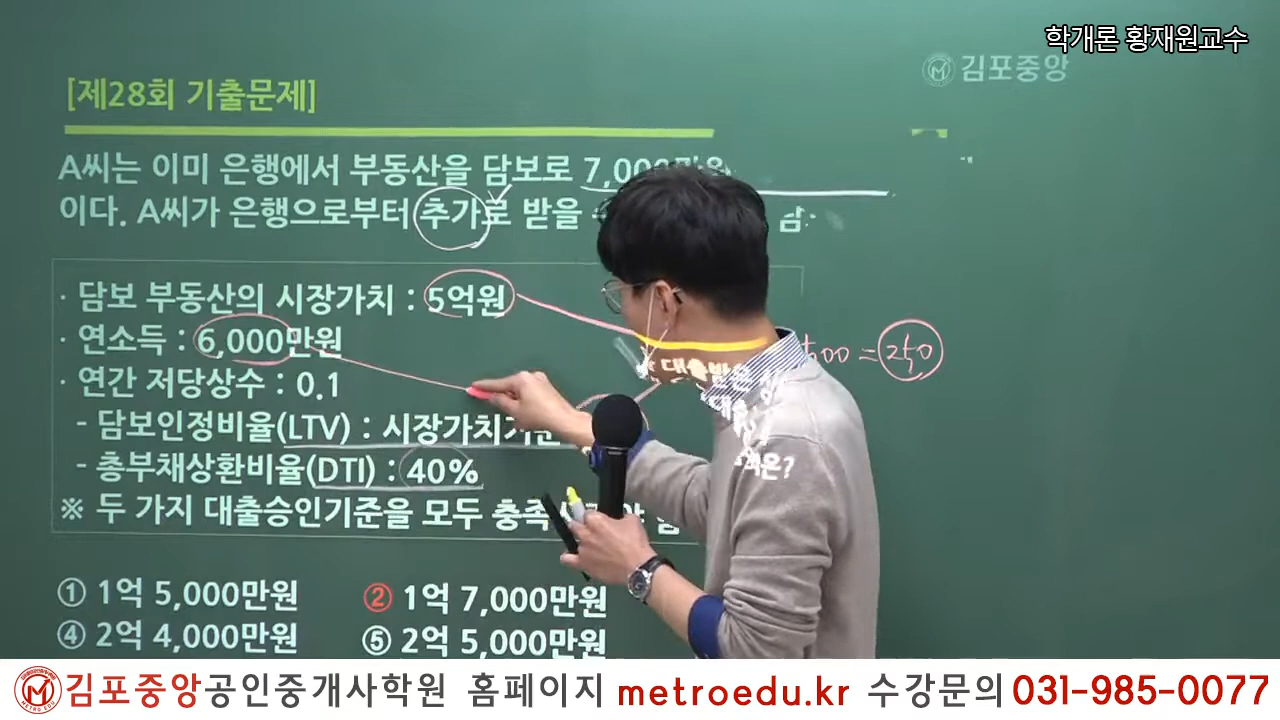 학개론 황재원교수
김포중앙
[제28회 기출문제]
A씨는 이미 은행에서 부동산을 담보로 7,000만원
이다. A씨가 은행으로부터 추가로 받을
· 담보 부동산의 시장가치 : 5억원
· 연소득 : 6,000만원
500 = 250
· 연간 저당상수 : 0.1
- 담보인정비율(LTV) : 시장가치기준
- 총부채상환비율(DTI) : 40%
※ 두 가지 대출승인기준을 모두 충족
① 1억 5,000만원 ② 1억 7,000만원
④ 2억 4,000만원 ⑤ 2억 5,000만원
김포중앙공인중개사학원 홈페이지 metroedu.kr 수강문의 031-985-0077